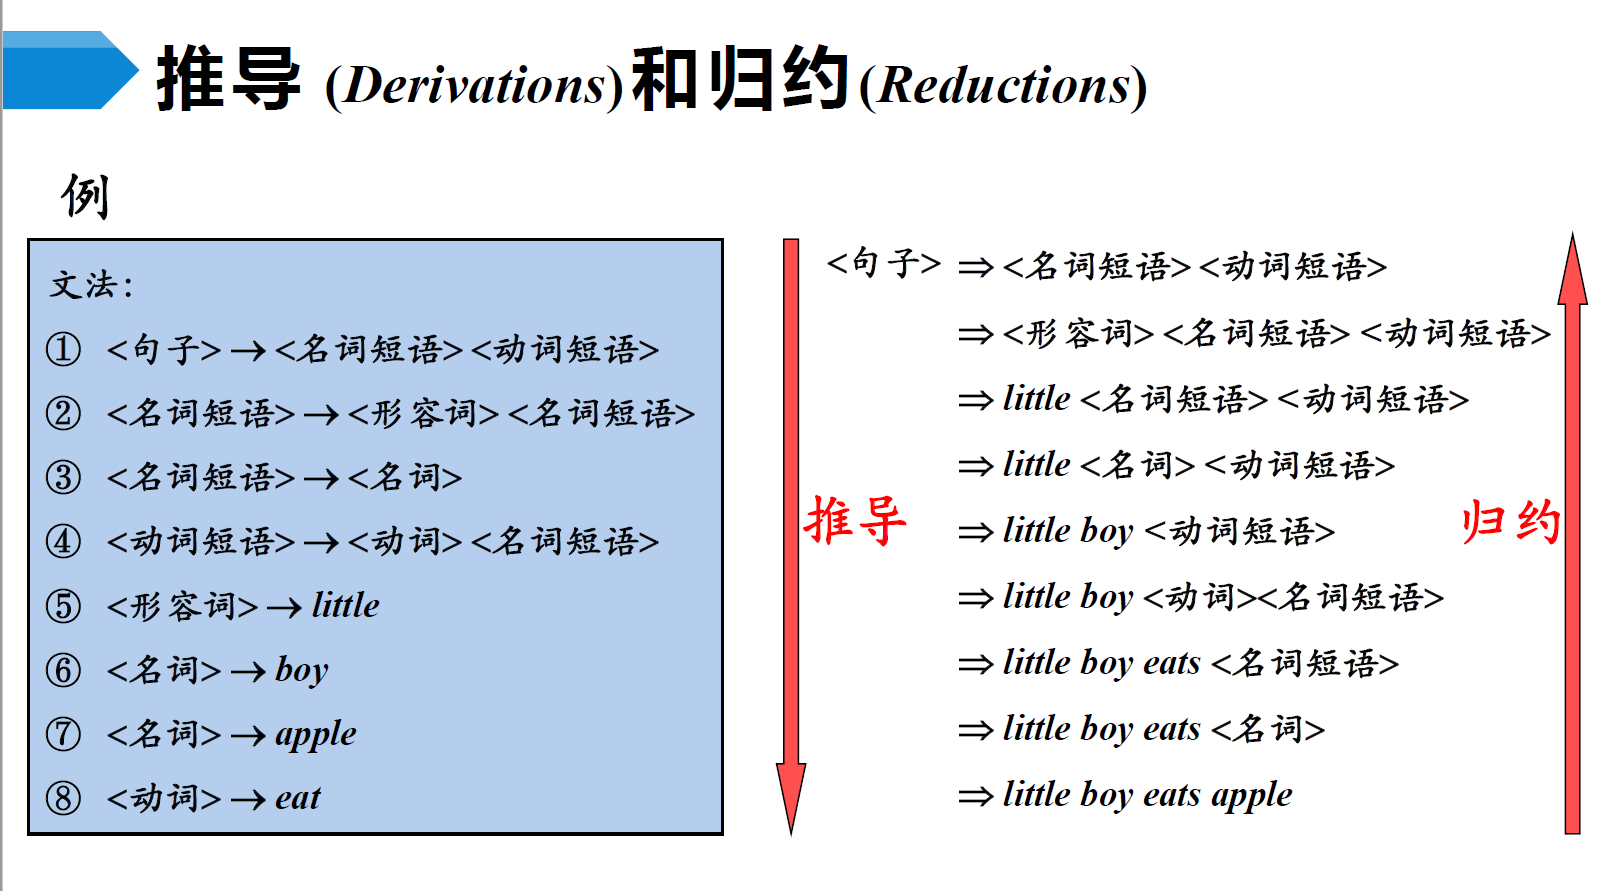 推导 (Derivations)和归约(Reductions)
例
文法：
① <句子>→<名词短语><动词短语>
② <名词短语>→<形容词><名词短语>
③ <名词短语>→<名词>
④ <动词短语>→<动词><名词短语>
⑤ <形容词>→little
⑥ <名词>→boy
⑦ <名词>→apple
⑧ <动词>→eat
推导
<句子> ⇒<名词短语><动词短语>
⇒<形容词><名词短语> <动词短语>
⇒little <名词短语> <动词短语>
⇒little <名词> <动词短语>
⇒little boy <动词短语>
⇒little boy <动词><名词短语>
⇒little boy eats <名词短语>
⇒little boy eats <名词>
⇒little boy eats apple
归约